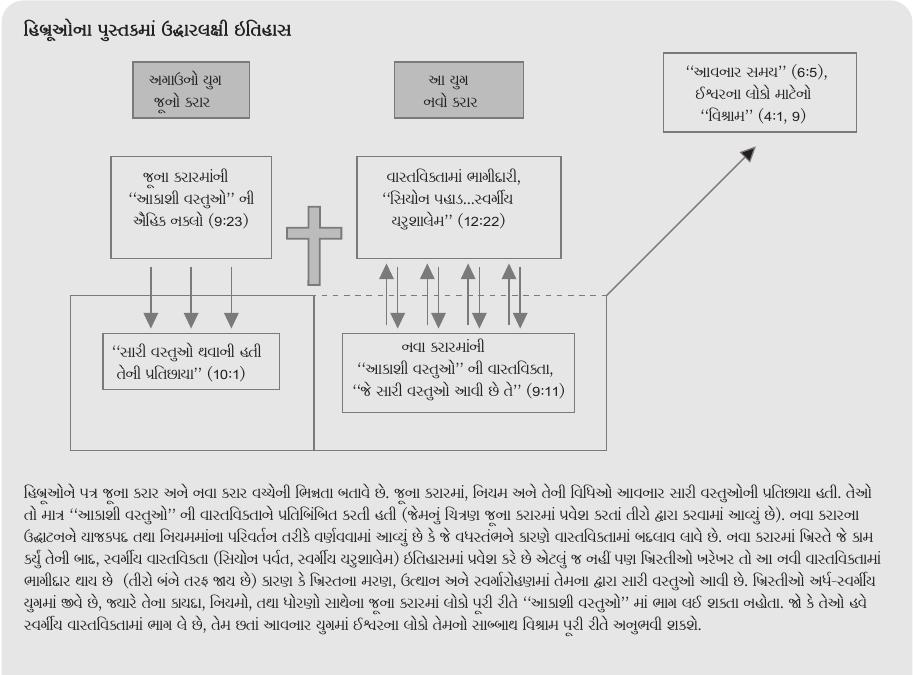 હિબ્રૂઓના પુસ્તકમાં ઉદ્ધારલક્ષી ઇતિહાસ
અગાઉનો યુગ
જૂનો કરાર
આ યુગ
નવો કરાર
“આવનાર સમય” (6:5),
ઈશ્વરના લોકો માટેનો
“વિશ્રામ” (4:1, 9)
જૂના કરારમાંની
“આકાશી વસ્તુઓ” ની
ઐહિક નકલો (9:23)
વાસ્તવિક્તામાં ભાગીદારી,
“સિયોન પહાડ...સ્વર્ગીય
યરુશાલેમ” (12:22)
“સારી વસ્તુઓ થવાની હતી
તેની પ્રતિછાયા” (10:1)
નવા કરારમાંની
“આકાશી વસ્તુઓ” ની વાસ્તવિક્તા,
“જે સારી વસ્તુઓ આવી છે તે” (9:11)
હિબ્રૂઓને પત્ર જૂના કરાર અને નવા કરાર વચ્ચેની ભિન્નતા બતાવે છે. જૂના કરારમાં, નિયમ અને તેની વિધિઓ આવનાર સારી વસ્તુઓની પ્રતિછાયા હતી. તેઓ
તો માત્ર “આકાશી વસ્તુઓ” ની વાસ્તવિક્તાને પ્રતિબિંબિત કરતી હતી (જેમનું ચિત્રણ જૂના કરારમાં પ્રવેશ કરતાં તીરો દ્વારા કરવામાં આવ્યું છે). નવા કરારના
ઉદ્ઘાટનને યાજકપદ તથા નિયમમાંના પરિવર્તન તરીકે વર્ણવવામાં આવ્યું છે કે જે વધસ્તંભને કારણે વાસ્તવિક્તામાં બદલાવ લાવે છે. નવા કરારમાં ખ્રિસ્તે જે કામ
કર્યું તેની બાદ, સ્વર્ગીય વાસ્તવિક્તા (સિયોન પર્વત, સ્વર્ગીય યરુશાલેમ) ઇતિહાસમાં પ્રવેશ કરે છે એટલું જ નહીં પણ ખ્રિસ્તીઓ ખરેખર તો આ નવી વાસ્તવિક્તામાં
ભાગીદાર થાય છે (તીરો બંને તરફ જાય છે) કારણ કે ખ્રિસ્તના મરણ, ઉત્થાન અને સ્વર્ગારોહણમાં તેમના દ્વારા સારી વસ્તુઓ આવી છે. ખ્રિસ્તીઓ અર્ધ-સ્વર્ગીય
યુગમાં જીવે છે, જ્યારે તેના કાયદા, નિયમો, તથા ધોરણો સાથેના જૂના કરારમાં લોકો પૂરી રીતે “આકાશી વસ્તુઓ” માં ભાગ લઈ શક્તા નહોતા. જો કે તેઓ હવે
સ્વર્ગીય વાસ્તવિક્તામાં ભાગ લે છે, તેમ છતાં આવનાર યુગમાં ઈશ્વરના લોકો તેમનો સાબ્બાથ વિશ્રામ પૂરી રીતે અનુભવી શકશે.